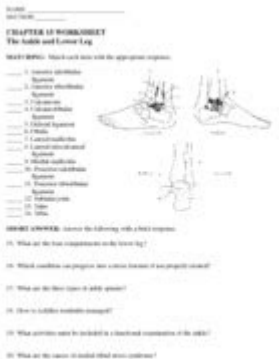 NAME
SECTION
CHAPTER 15 WORKSHEET
The Ankle and Lower Leg
MATCHING: Match each item with the appropriate response.
1. Anterior talofibular
ligament
2. Anterior tibiofibular
ligament
3. Calcaneus
4. Calcaneofibular
ligament
5. Deltoid ligament
6. Fibula
7. Lateral malleolus
8. Lateral talocalcaneal
ligament
9. Medial malleolus
10. Posterior talofibular
ligament
11. Posterior tibiofibular
ligament
12. Subtalar joint
13. Talus
14. Tibia
SHORT ANSWER: Answer the following with a brief response.
15. What are the four compartments in the lower leg?
16. Which condition can progress into a stress fracture if not properly treated?
17. What are the three types of ankle sprains?
18. How is Achilles tendinitis managed?
19. What activities must be included in a functional examination of the ankle?
20. What are the causes of medial tibial stress syndrome?